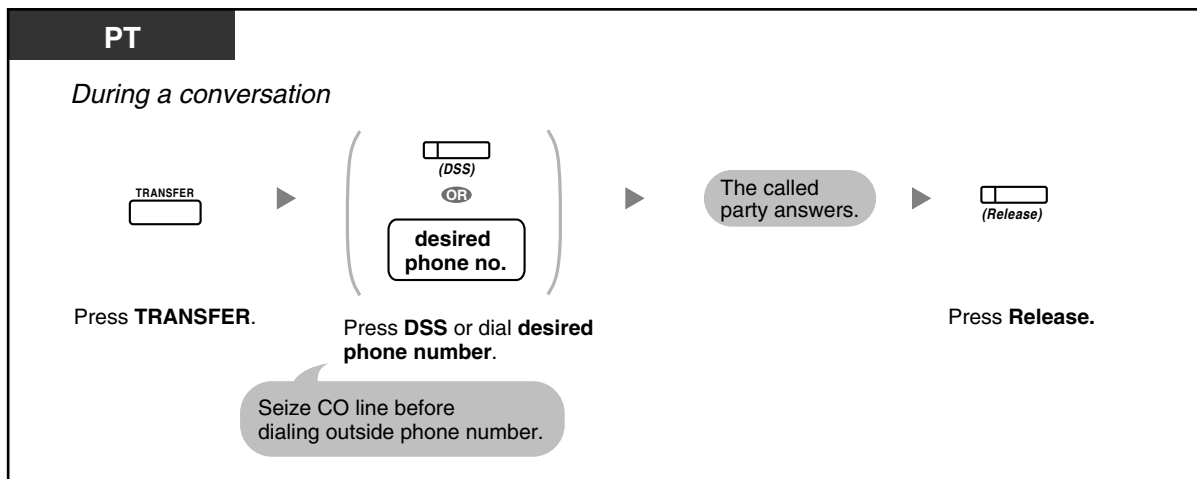 PT
During a conversation
TRANSFER
(DSS)
OR
desired
phone no.
The called
party answers.
(Release)
Press TRANSFER.
Press DSS or dial desired
phone number.
Press Release.
Seize CO line before
dialing outside phone number.